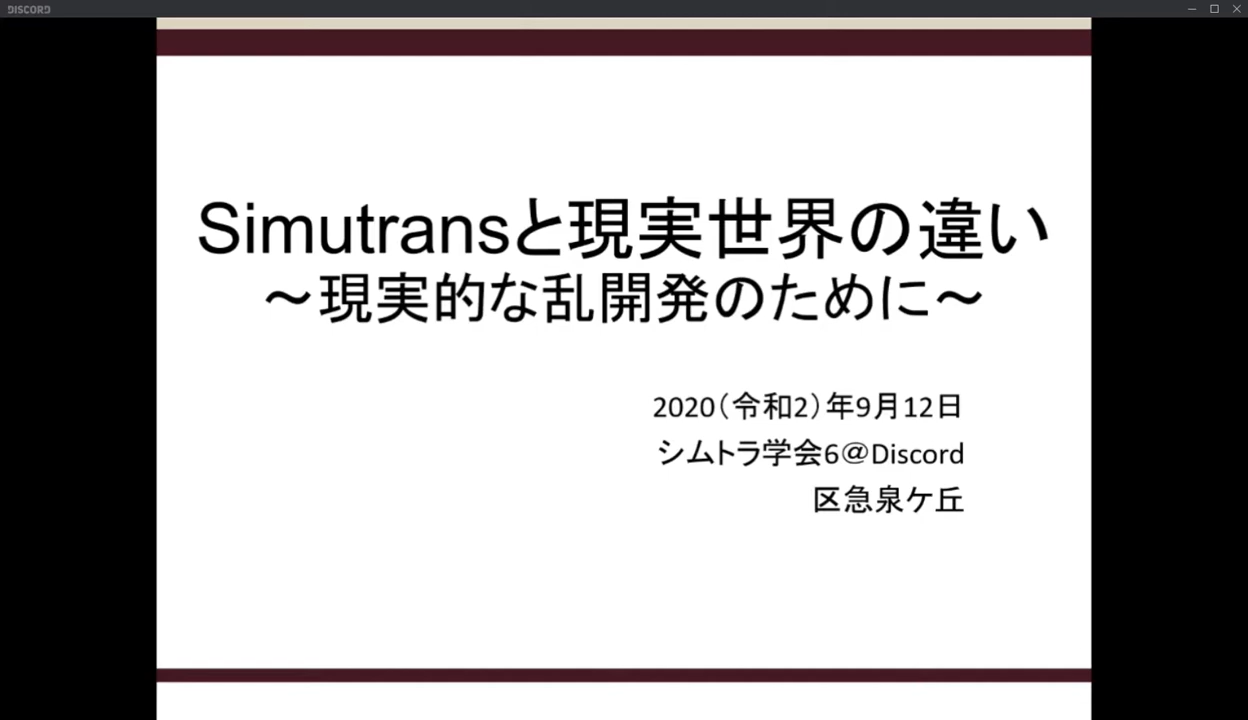 DISCORD
Simutransと現実世界の違い
～現実的な乱開発のために～
2020（令和2）年9月12日
シムトラ学会6＠Discord
区急泉ケ丘